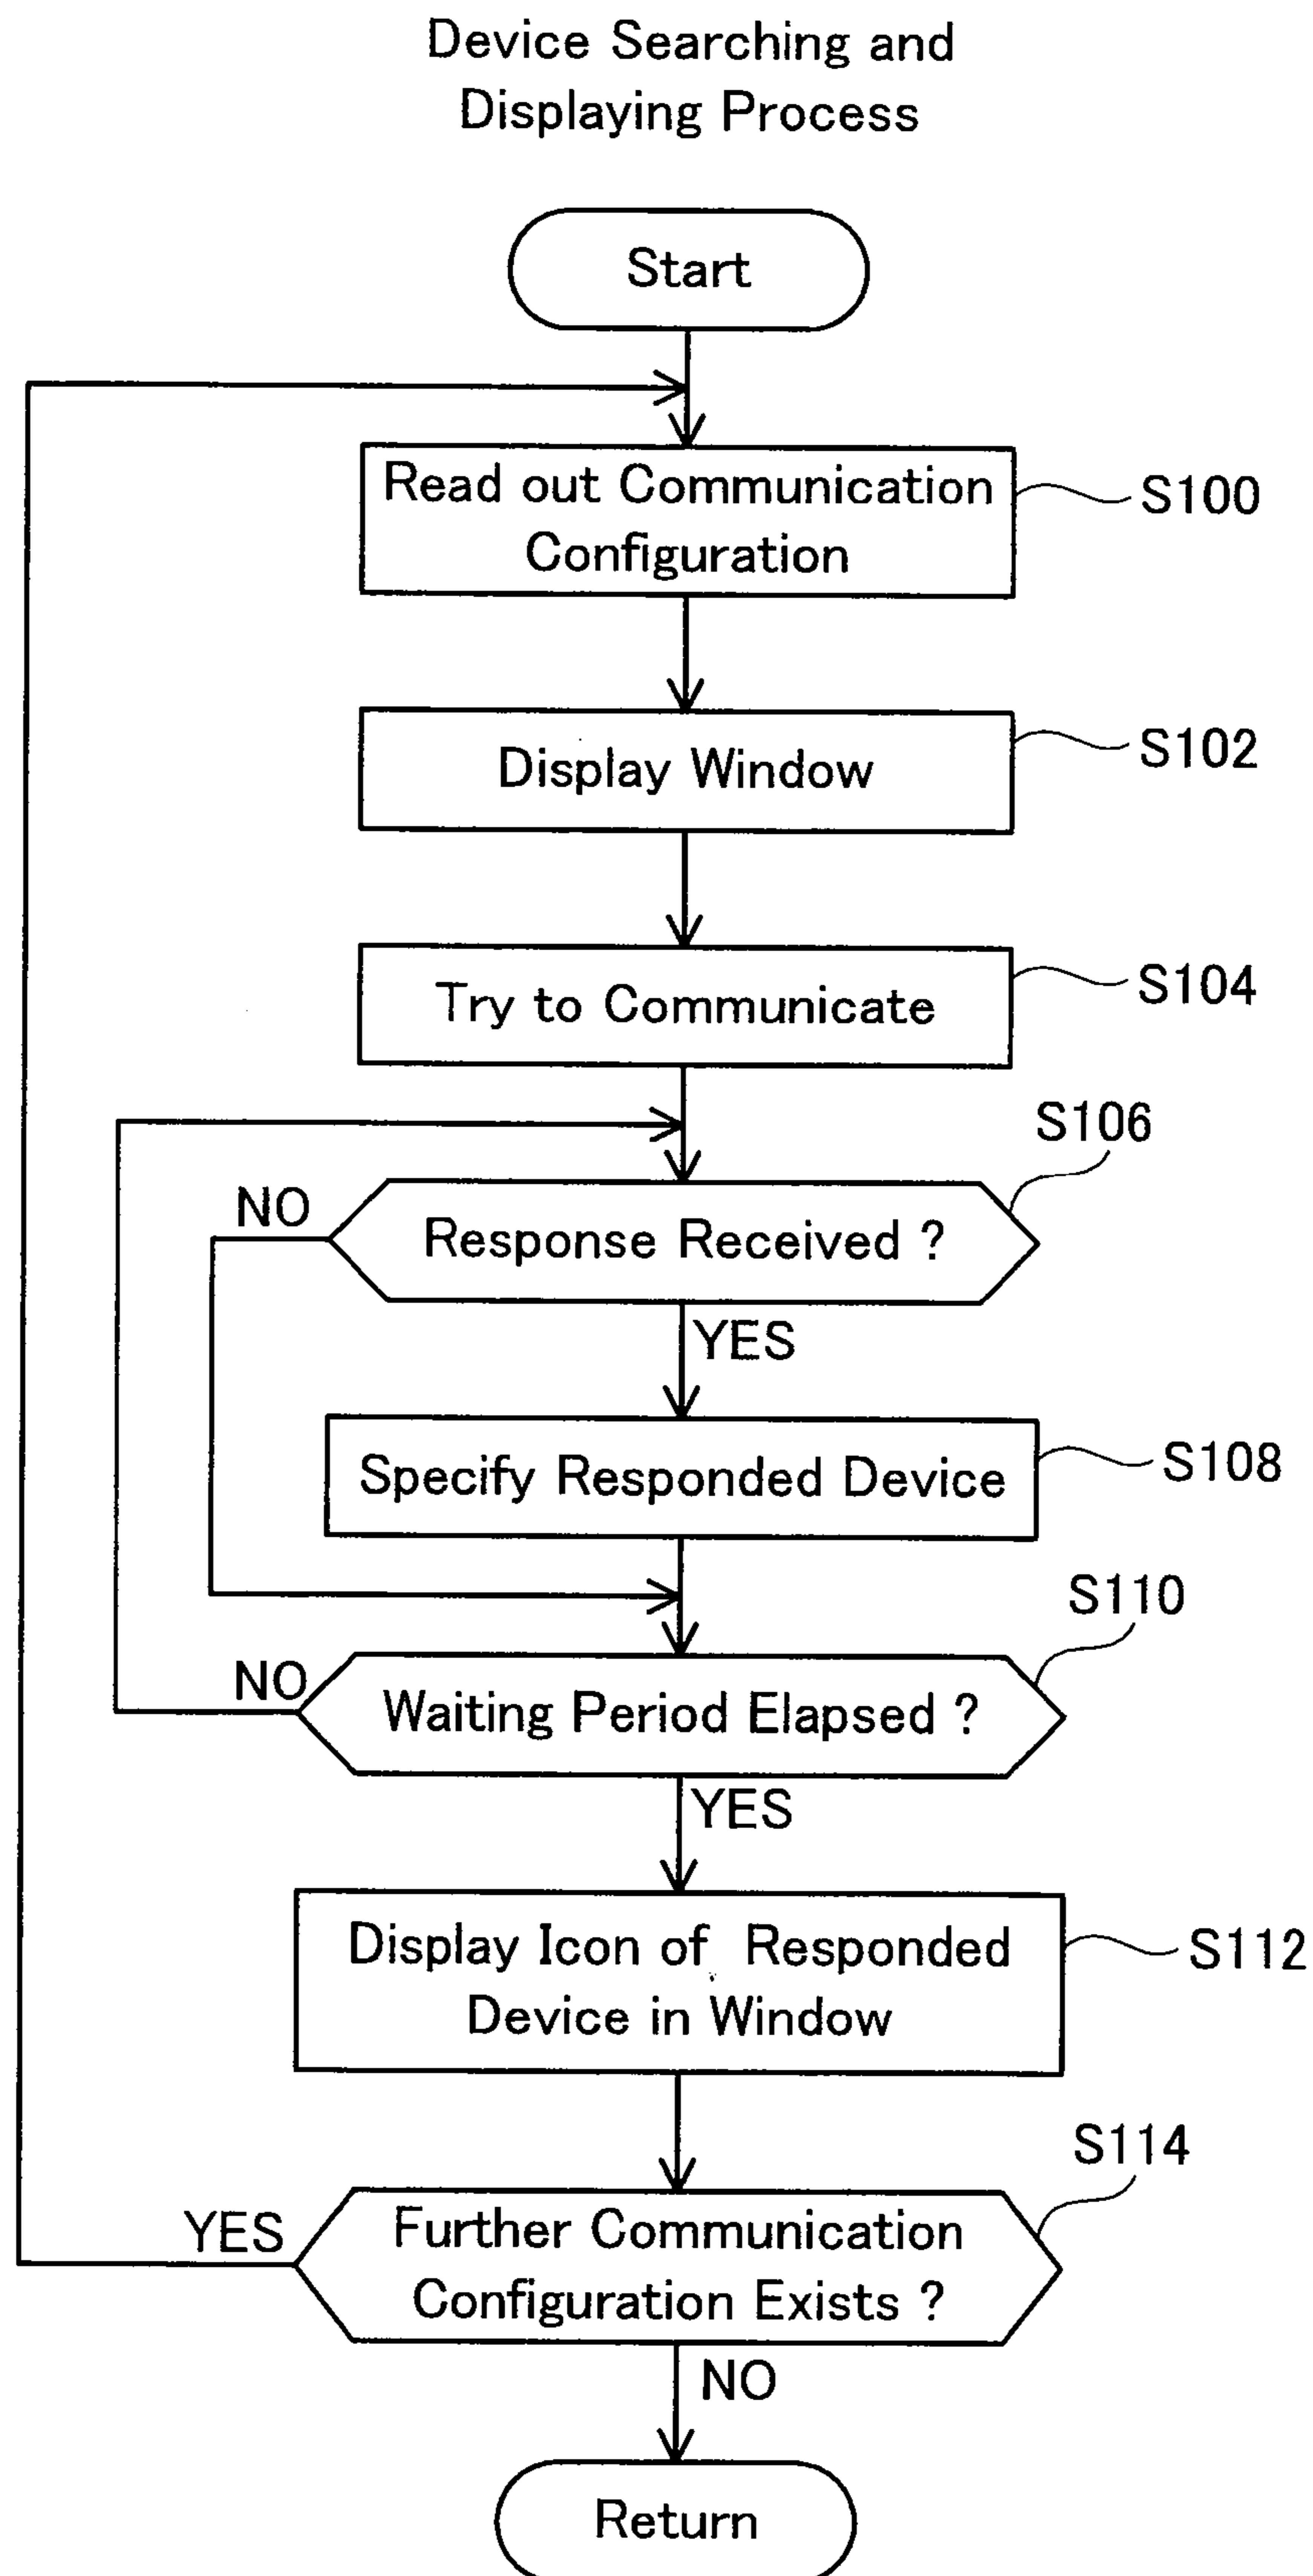 Device Searching and
Displaying Process
Start
Read out Communication
Configuration
S100
Display Window
S102
Try to Communicate
S104
S106
NO
Response Received ?
YES
Specify Responded Device
S108
S110
NO
Waiting Period Elapsed ?
YES
Display Icon of Responded
Device in Window
S112
S114
YES
Further Communication
Configuration Exists ?
NO
Return